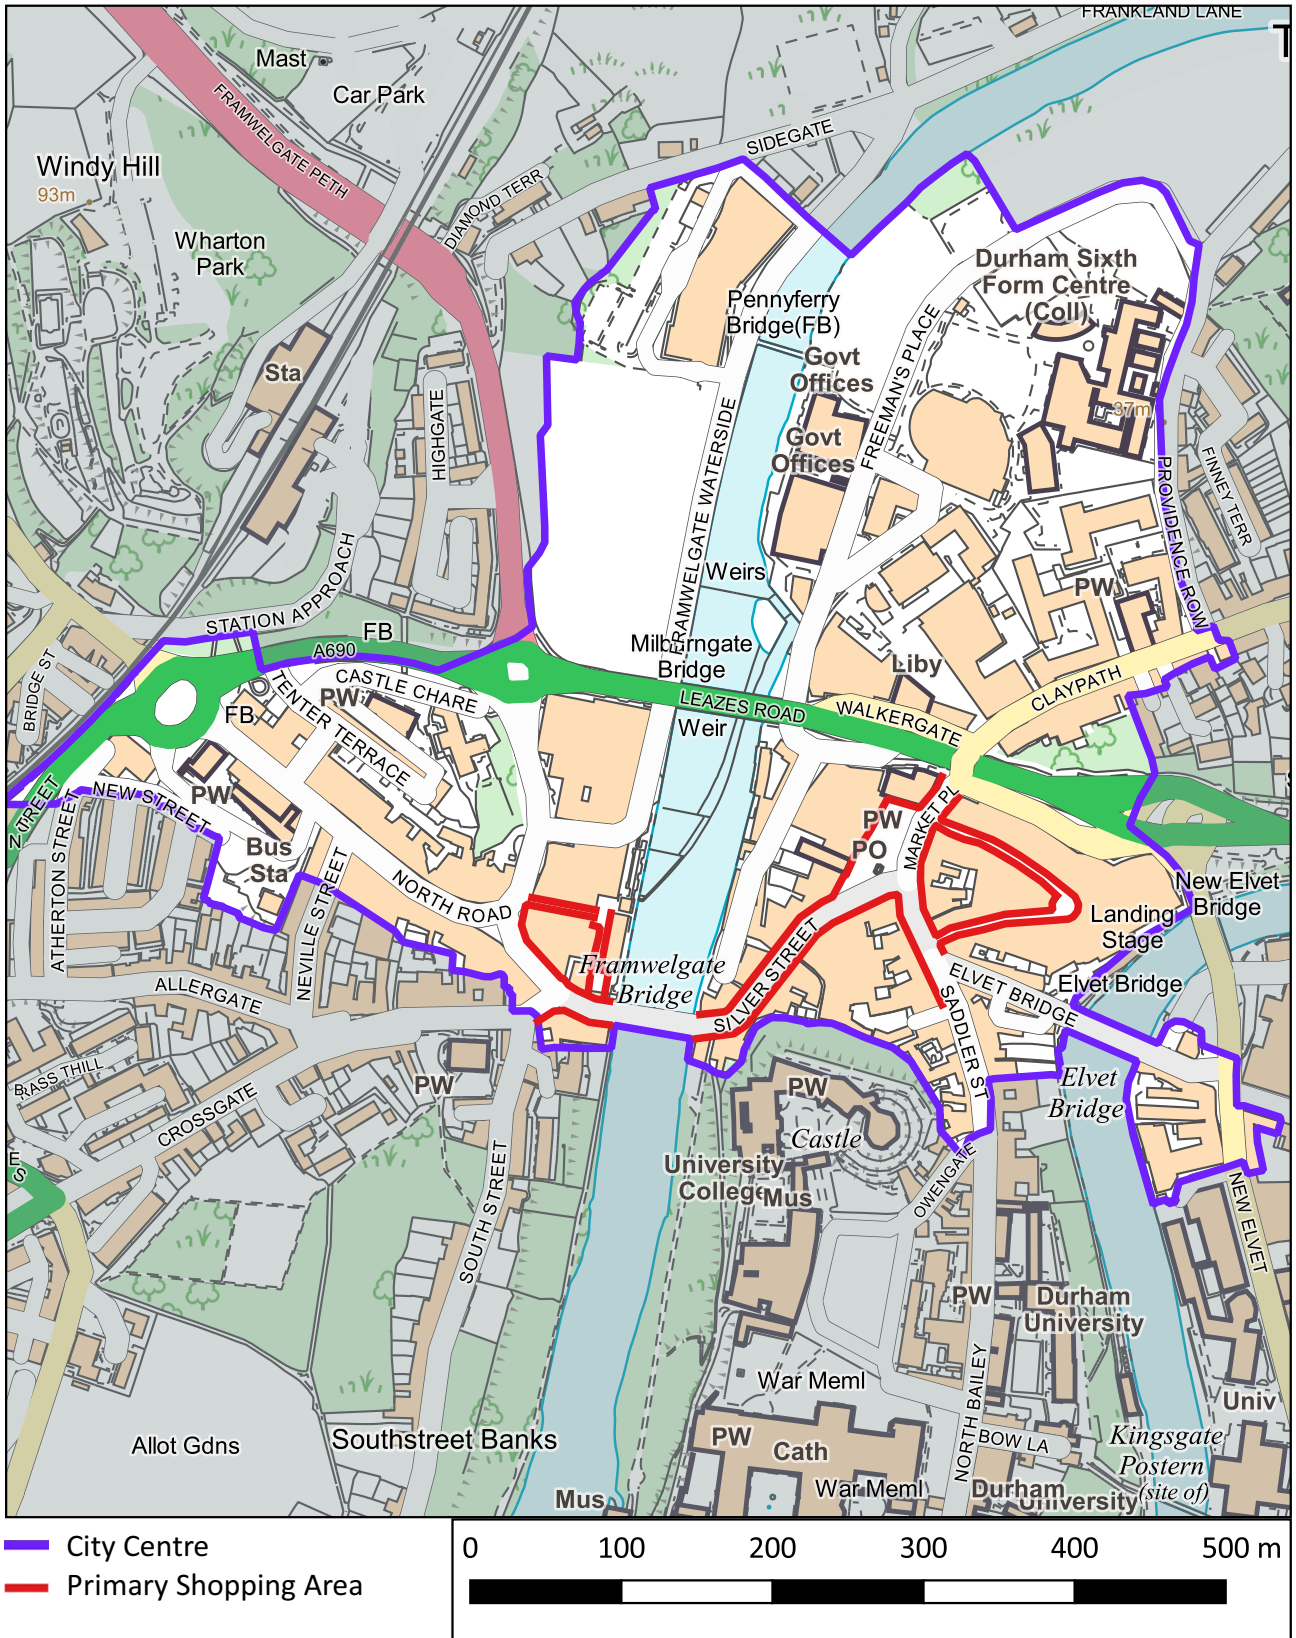 FRANKLAND LANE
T
Mast
Car Park
FRAMWELGATE PETH
SIDEGATE
Windy Hill
93m
DIAMOND TERR
Wharton
Park
Durham Sixth
Form Centre
(Coll)
Pennyferry
Bridge(FB)
Govt
Offices
FREEMAN'S PLACE
Sta
HIGHGATE
37m
Govt
Offices
FRAMWELGATE WATERSIDE
PROVIDENCE ROW
FINNEY TERR
STATION APPROACH
Weirs
PW
FB
A690
Milburngate
Bridge
Liby
BRIDGE ST
CASTLE CHARE
PW
TENTER TERRACE
FB
CLAYPATH
LEAZES ROAD
WALKERGATE
Weir
NEW STREET
PW
N STREET
MARKET PL
PW
PO
Bus
Sta
ATHERTON STREET
NORTH ROAD
NEVILLE STREET
New Elvet
Bridge
Landing
Stage
SILVER STREET
Framwelgate
Bridge
ELVET BRIDGE
Elvet Bridge
ALLERGATE
SADDLER ST
BRASS THILL
PW
CROSSGATE
PW
Elvet
Bridge
Castle
E
S
University
College
Mus
OWENGATE
SOUTH STREET
NEW ELVET
PW
Durham
University
War Meml
NORTH BAILEY
Univ
Allot Gdns
Southstreet Banks
PW
Cath
BOW LA
Kingsgate
Postern
(site of)
War Meml
Durham
University
Mus
City Centre
Primary Shopping Area
0 100 200 300 400 500 m